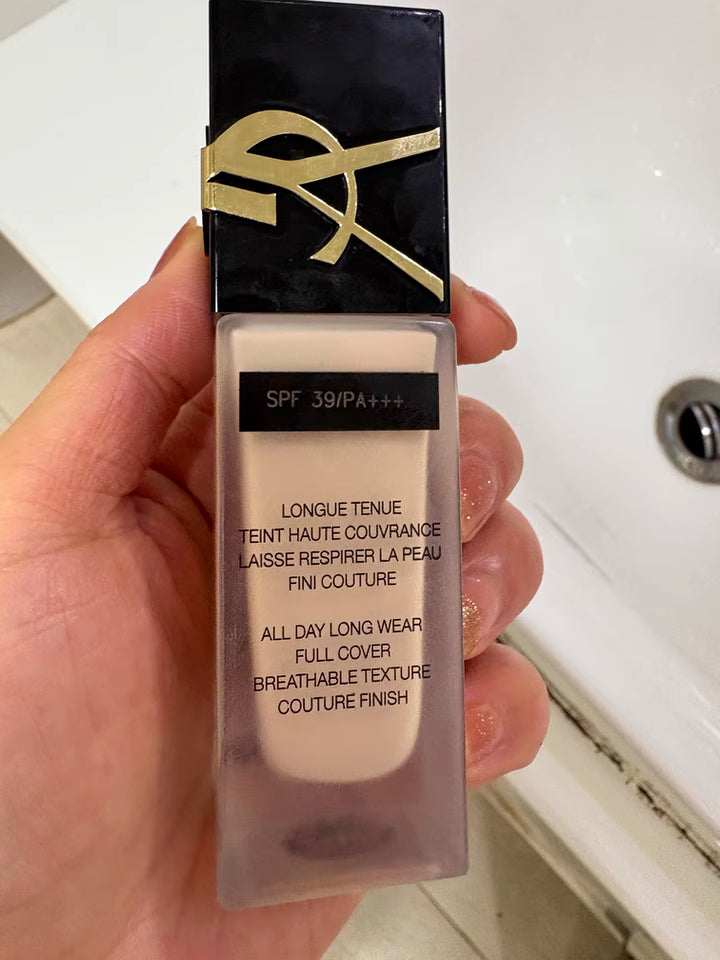 SPF 39/PA+++
LONGUE TENUE
TEINT HAUTE COUVRANCE
LAISSE RESPIRER LA PEAU
FINI COUTURE
ALL DAY LONG WEAR
FULL COVER
BREATHABLE TEXTURE
COUTURE FINISH